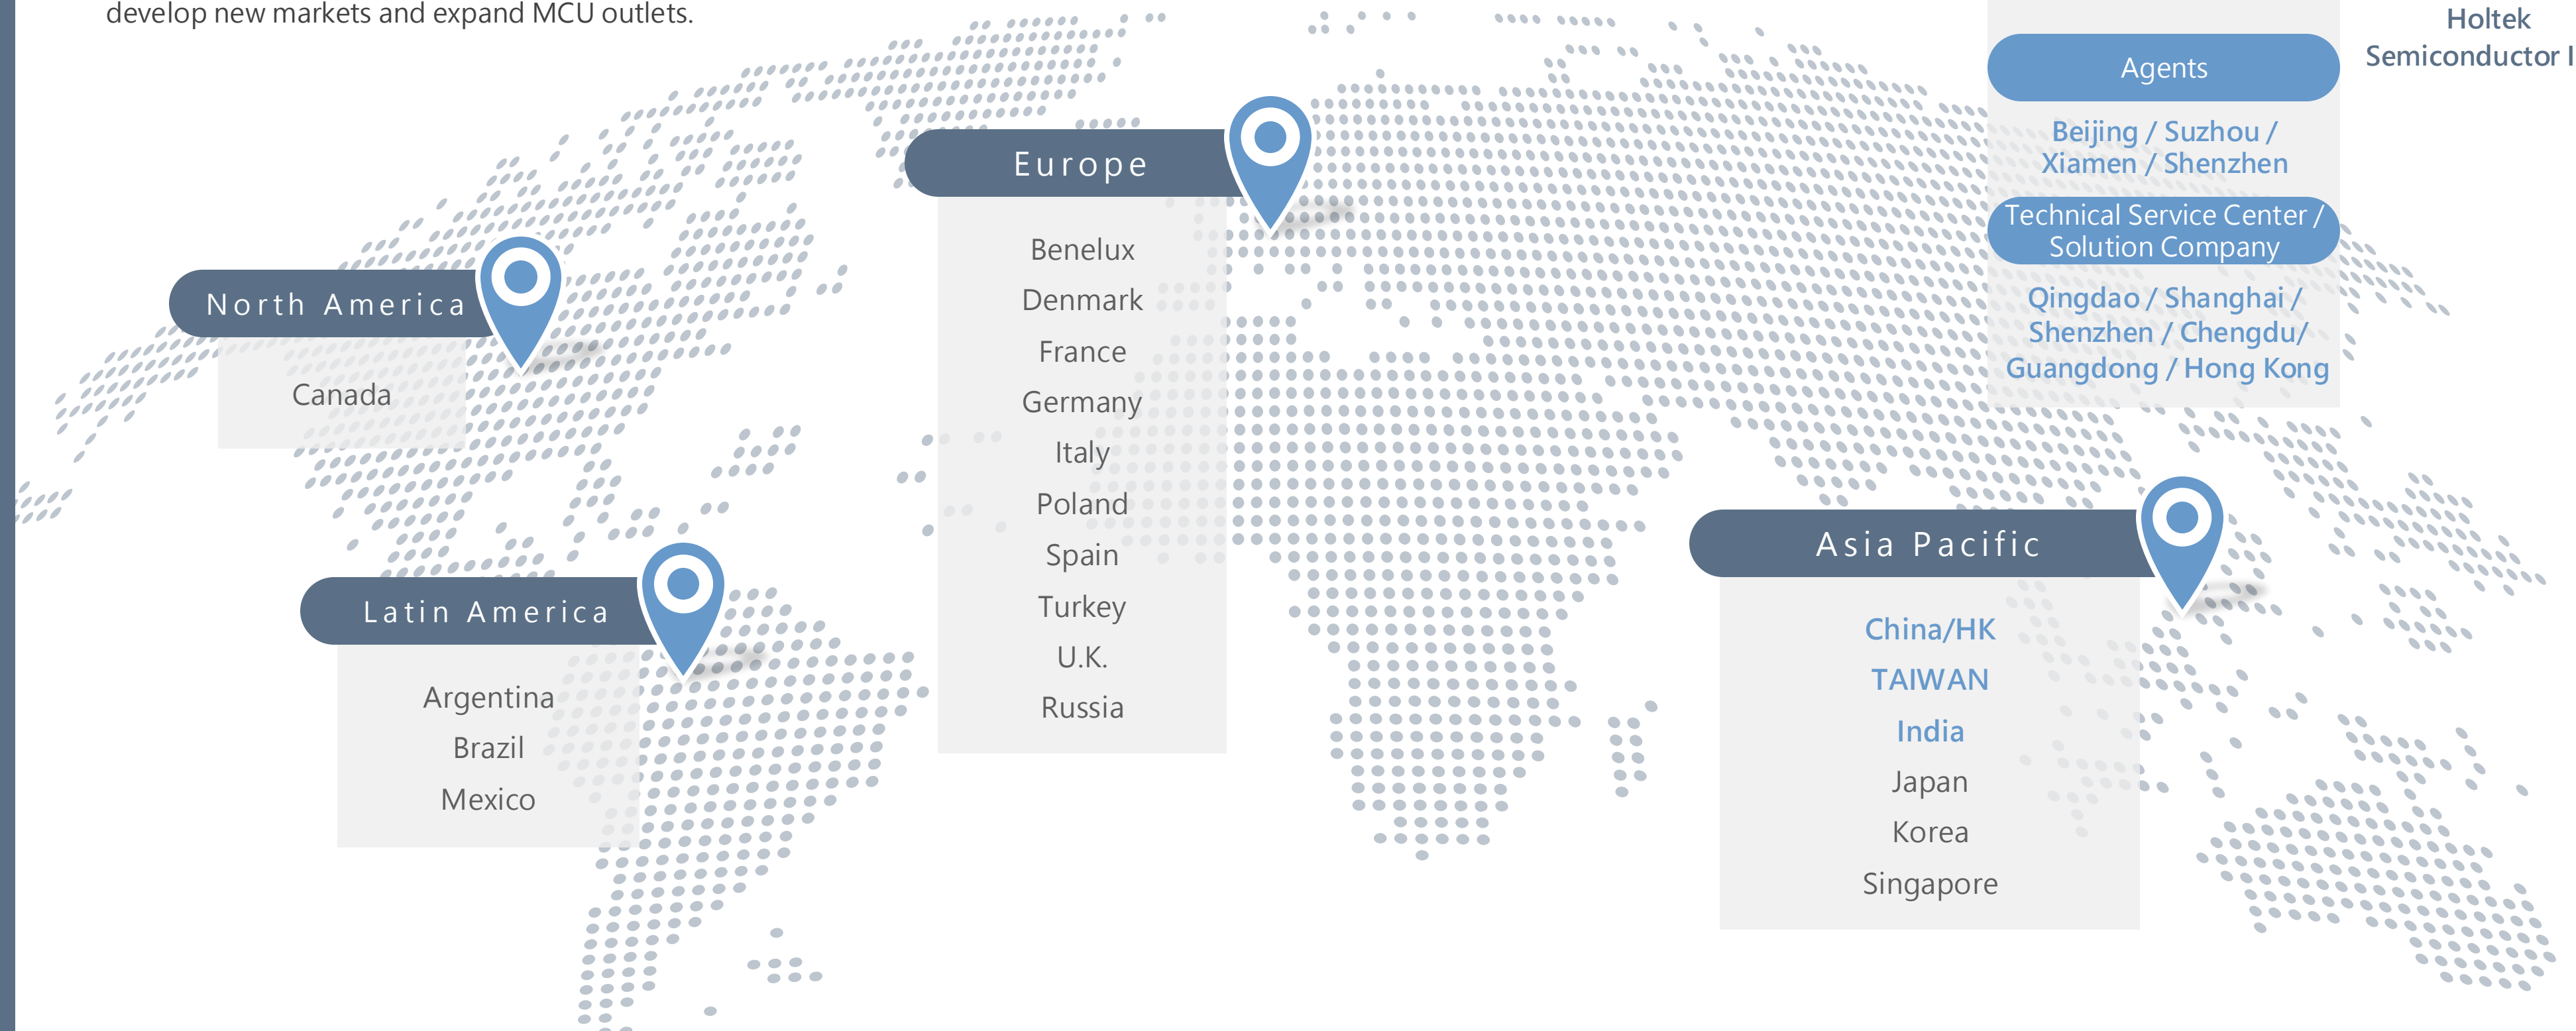 develop new markets and expand MCU outlets.
Holtek
Semiconductor I
Agents
Beijing / Suzhou /
Xiamen / Shenzhen
Technical Service Center /
Solution Company
Qingdao / Shanghai /
Shenzhen / Chengdu/
Guangdong / Hong Kong
Europe
Benelux
Denmark
France
Germany
Italy
Poland
Spain
Turkey
U.K.
Russia
North America
Canada
Latin America
Argentina
Brazil
Mexico
Asia Pacific
China/HK
TAIWAN
India
Japan
Korea
Singapore